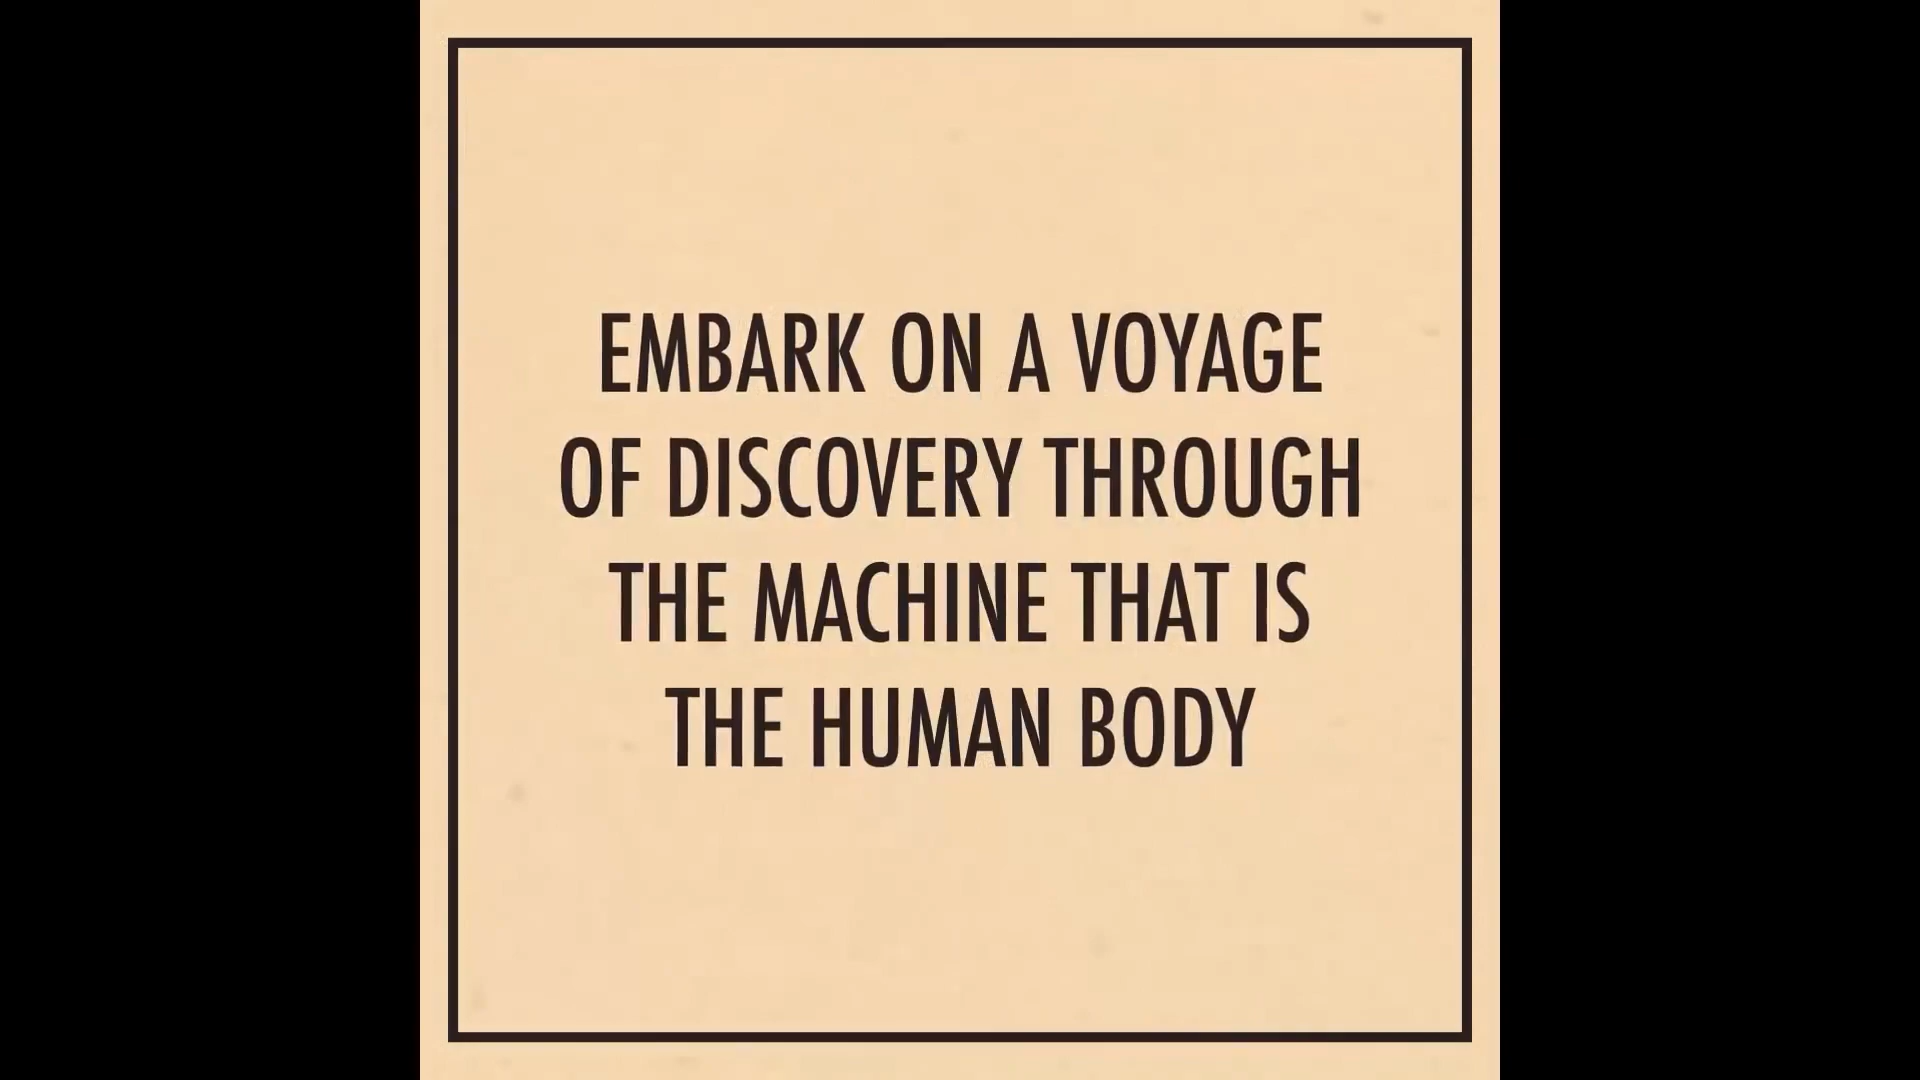 EMBARK ON A VOYAGE
OF DISCOVERY THROUGH
THE MACHINE THAT IS
THE HUMAN BODY